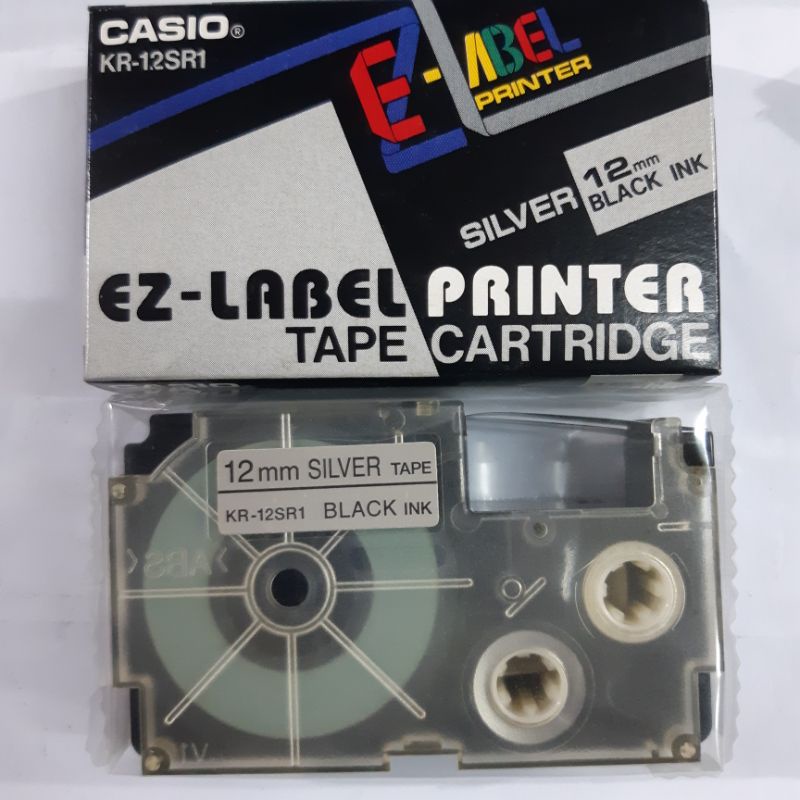 CASIO®
KR-12SR1
EZ-LABEL
PRINTER
SILVER 12mm
BLACK INK
EZ-LABEL PRINTER
TAPE CARTRIDGE
CASIO
12mm SILVER TAPE
KR-12SR1 BLACK INK
>ABS<